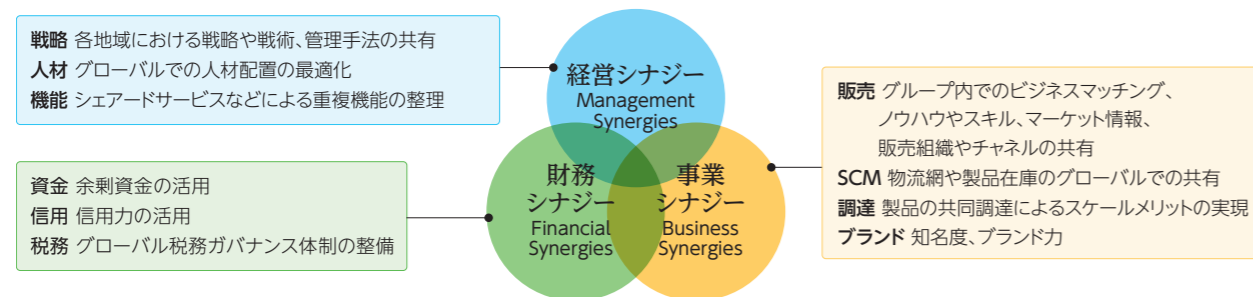 戦略 各地域における戦略や戦術、管理手法の共有
人材 グローバルでの人材配置の最適化
機能 シェアードサービスなどによる重複機能の整理
経営シナジー
Management
Synergies
資金 余剰資金の活用
信用 信用力の活用
税務 グローバル税務ガバナンス体制の整備
財務
シナジー
Financial
Synergies
事業
シナジー
Business
Synergies
販売 グループ内でのビジネスマッチング、
ノウハウやスキル、マーケット情報、
販売組織やチャネルの共有
SCM 物流網や製品在庫のグローバルでの共有
調達 製品の共同調達によるスケールメリットの実現
ブランド 知名度、ブランド力